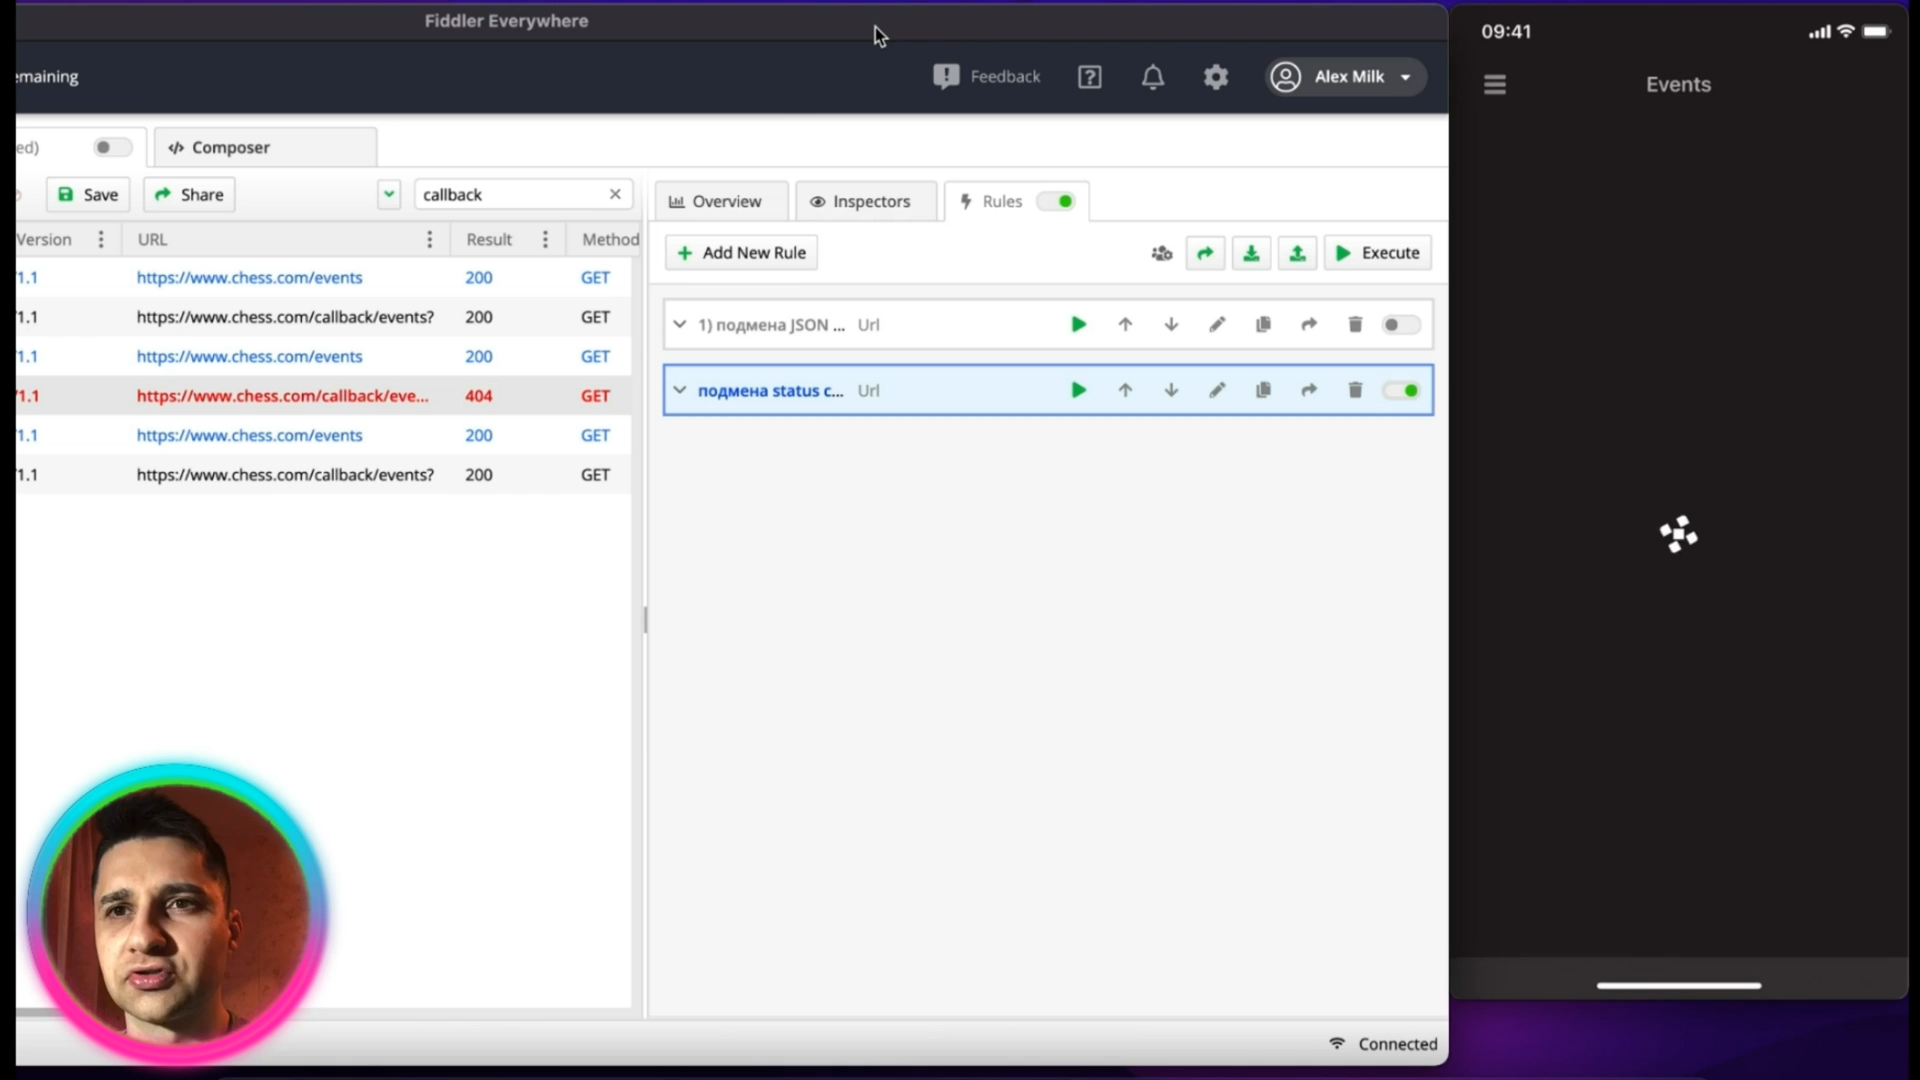 Fiddler Everywhere
emaining
Feedback
Alex Milk
ed)
Composer
Save
Share
callback
Version
URL
Result
Method
/1.1
https://www.chess.com/events
200
GET
/1.1
https://www.chess.com/callback/events?
200
GET
/1.1
https://www.chess.com/events
200
GET
/1.1
https://www.chess.com/callback/eve...
404
GET
/1.1
https://www.chess.com/events
200
GET
/1.1
https://www.chess.com/callback/events?
200
GET
Overview
Inspectors
Rules
Add New Rule
Execute
1) подмена JSON ...
Url
подмена status c...
Url
Connected
09:41
Events